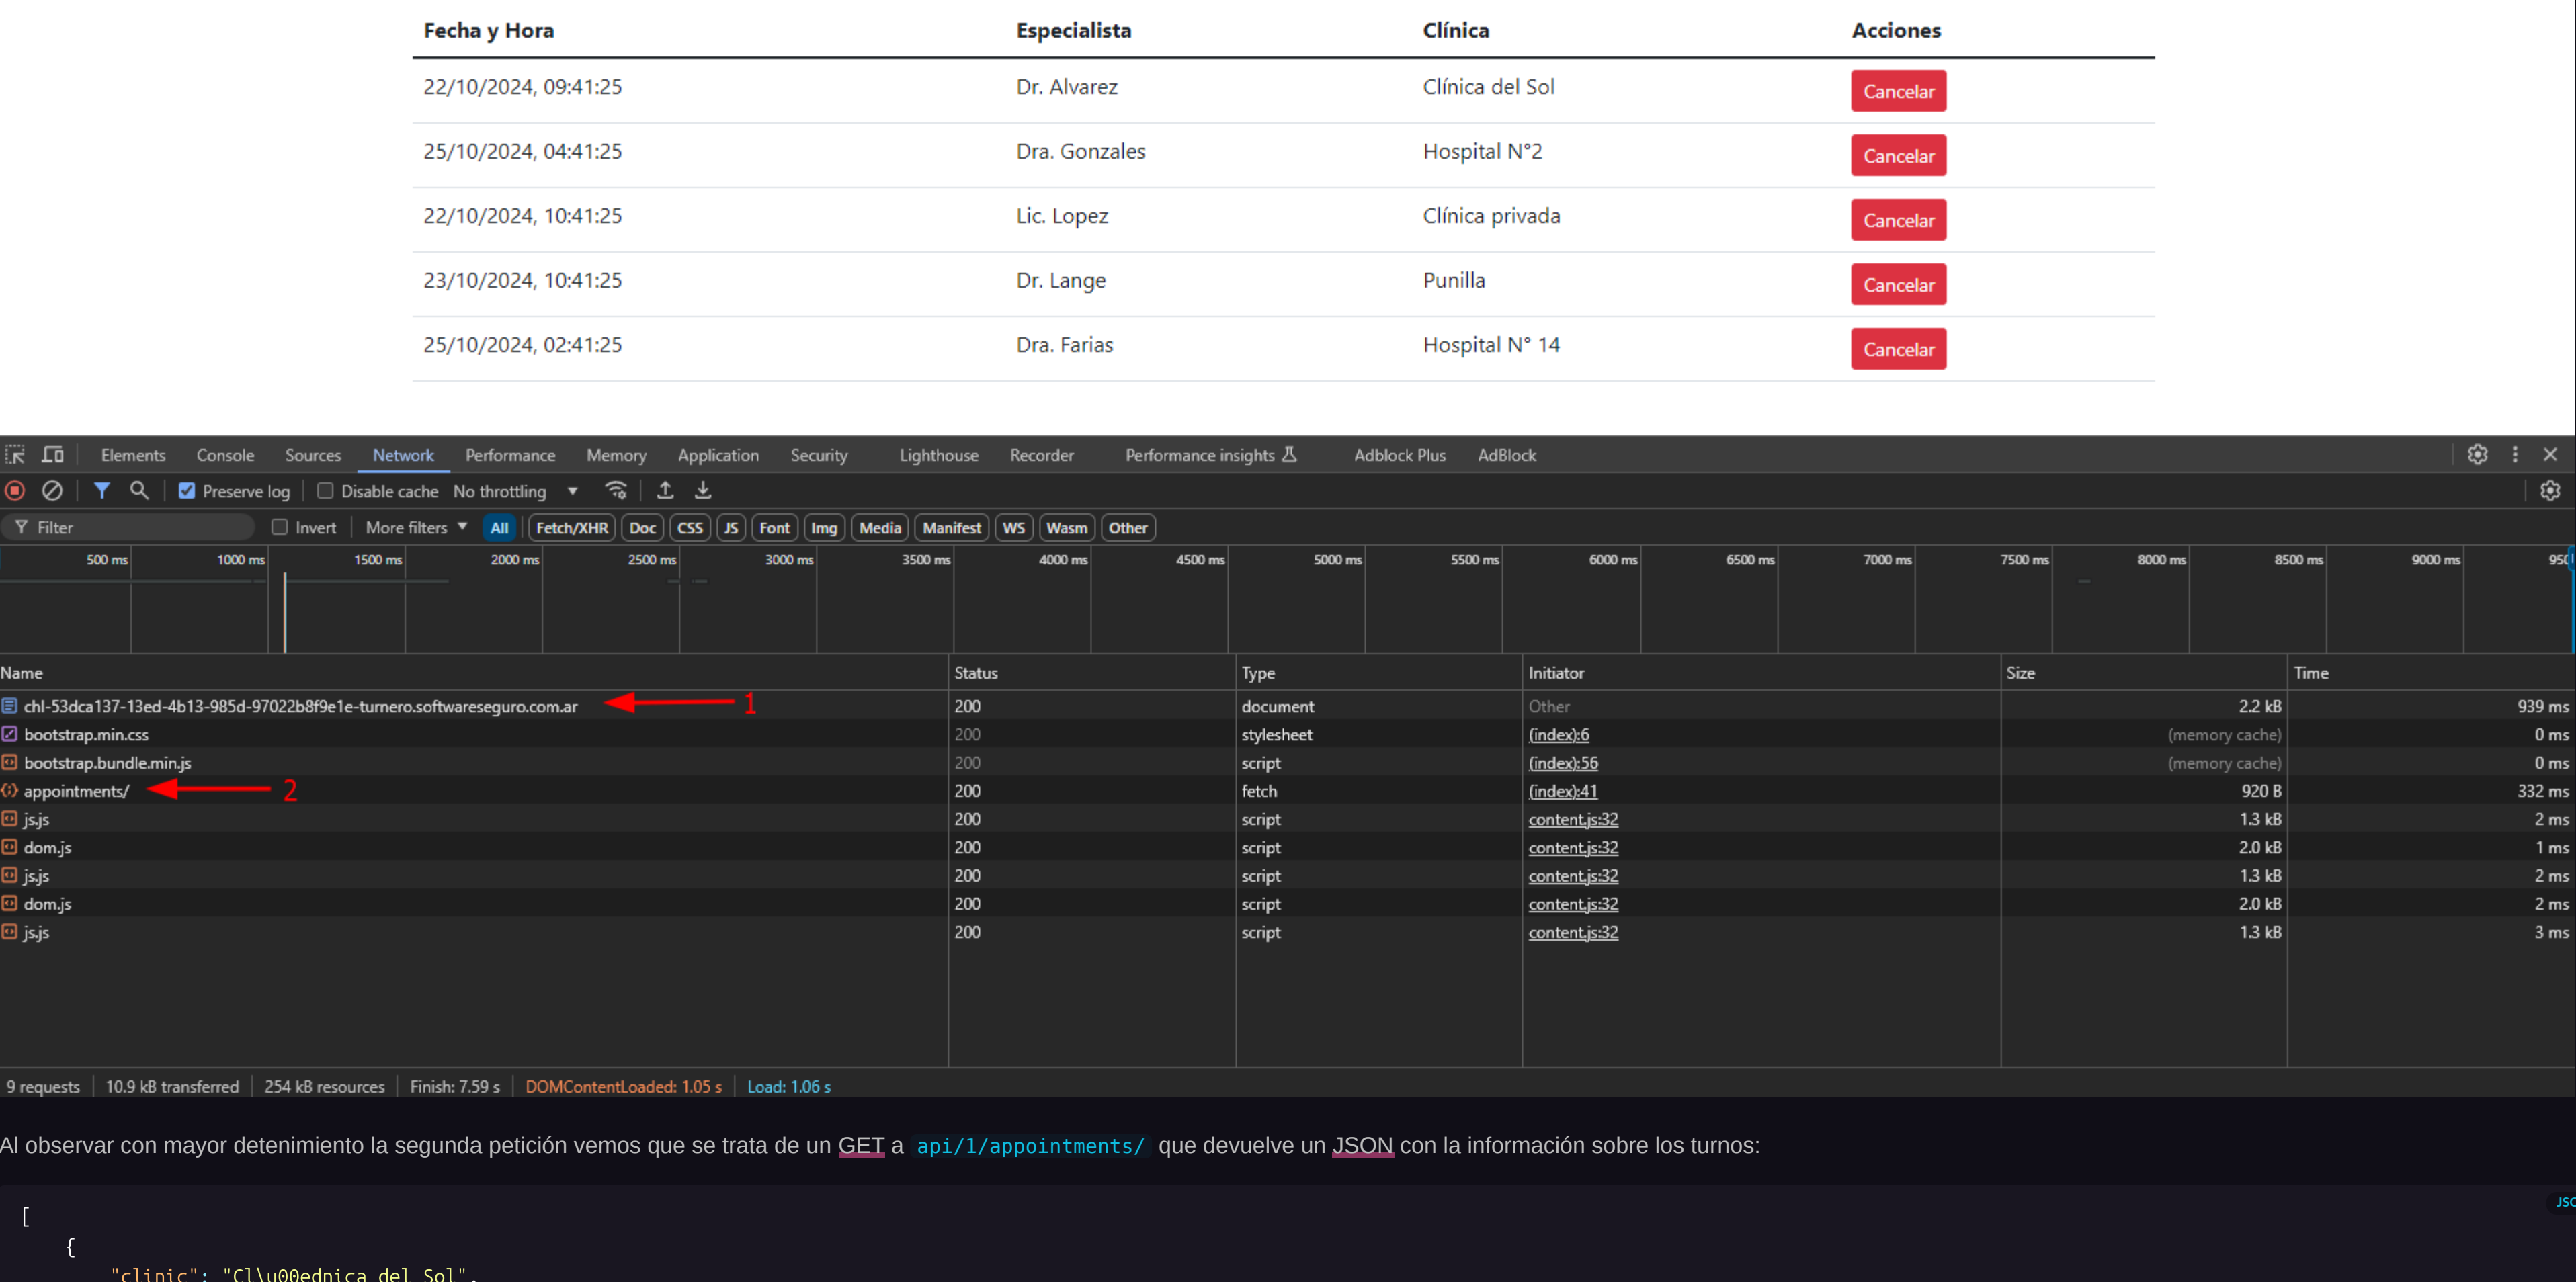 Fecha y Hora Especialista Clínica Acciones
22/10/2024, 09:41:25 Dr. Alvarez Clínica del Sol Cancelar
25/10/2024, 04:41:25 Dra. Gonzales Hospital N°2 Cancelar
22/10/2024, 10:41:25 Lic. Lopez Clínica privada Cancelar
23/10/2024, 10:41:25 Dr. Lange Punilla Cancelar
25/10/2024, 02:41:25 Dra. Farias Hospital N° 14 Cancelar
Elements Console Sources Network Performance Memory Application Security Lighthouse Recorder Performance insights Adblock Plus AdBlock
Preserve log Disable cache No throttling
Filter Invert More filters All Fetch/XHR Doc CSS JS Font Img Media Manifest WS Wasm Other
500 ms 1000 ms 1500 ms 2000 ms 2500 ms 3000 ms 3500 ms 4000 ms 4500 ms 5000 ms 5500 ms 6000 ms 6500 ms 7000 ms 7500 ms 8000 ms 8500 ms 9000 ms
Name Status Type Initiator Size Time
chl-53dca137-13ed-4b13-985d-97022b8f9e1e-turnero.softwareseguro.com.ar 1 200 document Other 2.2 kB 939 ms
bootstrap.min.css 200 stylesheet (index):6 (memory cache) 0 ms
bootstrap.bundle.min.js 200 script (index):56 (memory cache) 0 ms
appointments/ 2 200 fetch (index):41 920 B 332 ms
js.js 200 script content.js:32 1.3 kB 2 ms
dom.js 200 script content.js:32 2.0 kB 1 ms
js.js 200 script content.js:32 1.3 kB 2 ms
dom.js 200 script content.js:32 2.0 kB 2 ms
js.js 200 script content.js:32 1.3 kB 3 ms
9 requests 10.9 kB transferred 254 kB resources Finish: 7.59 s DOMContentLoaded: 1.05 s Load: 1.06 s
Al observar con mayor detenimiento la segunda petición vemos que se trata de un GET a api/1/appointments/ que devuelve un JSON con la información sobre los turnos:
[
{
"clinic": "Cl\u00ednica del Sol",